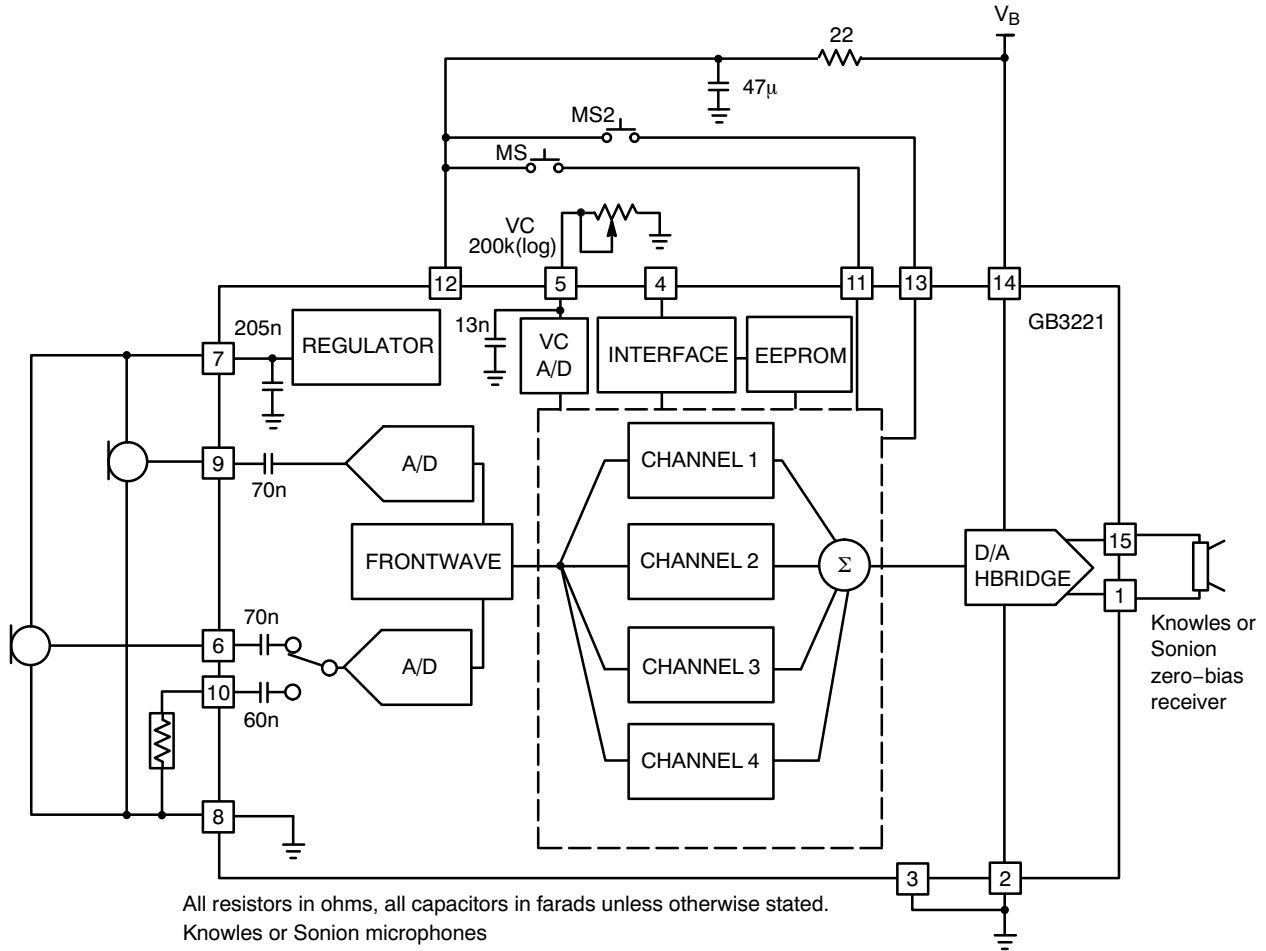 V_B
22
47μ
MS2
MS
VC
200k(log)
12
5
4
11
13
14
GB3221
205n
REGULATOR
13n
VC
A/D
INTERFACE
EEPROM
7
9
70n
A/D
CHANNEL 1
FRONTWAVE
CHANNEL 2
Σ
D/A
HBRIDGE
15
1
Knowles or
Sonion
zero−bias
receiver
70n
6
A/D
CHANNEL 3
10
60n
CHANNEL 4
8
3
2
All resistors in ohms, all capacitors in farads unless otherwise stated.
Knowles or Sonion microphones